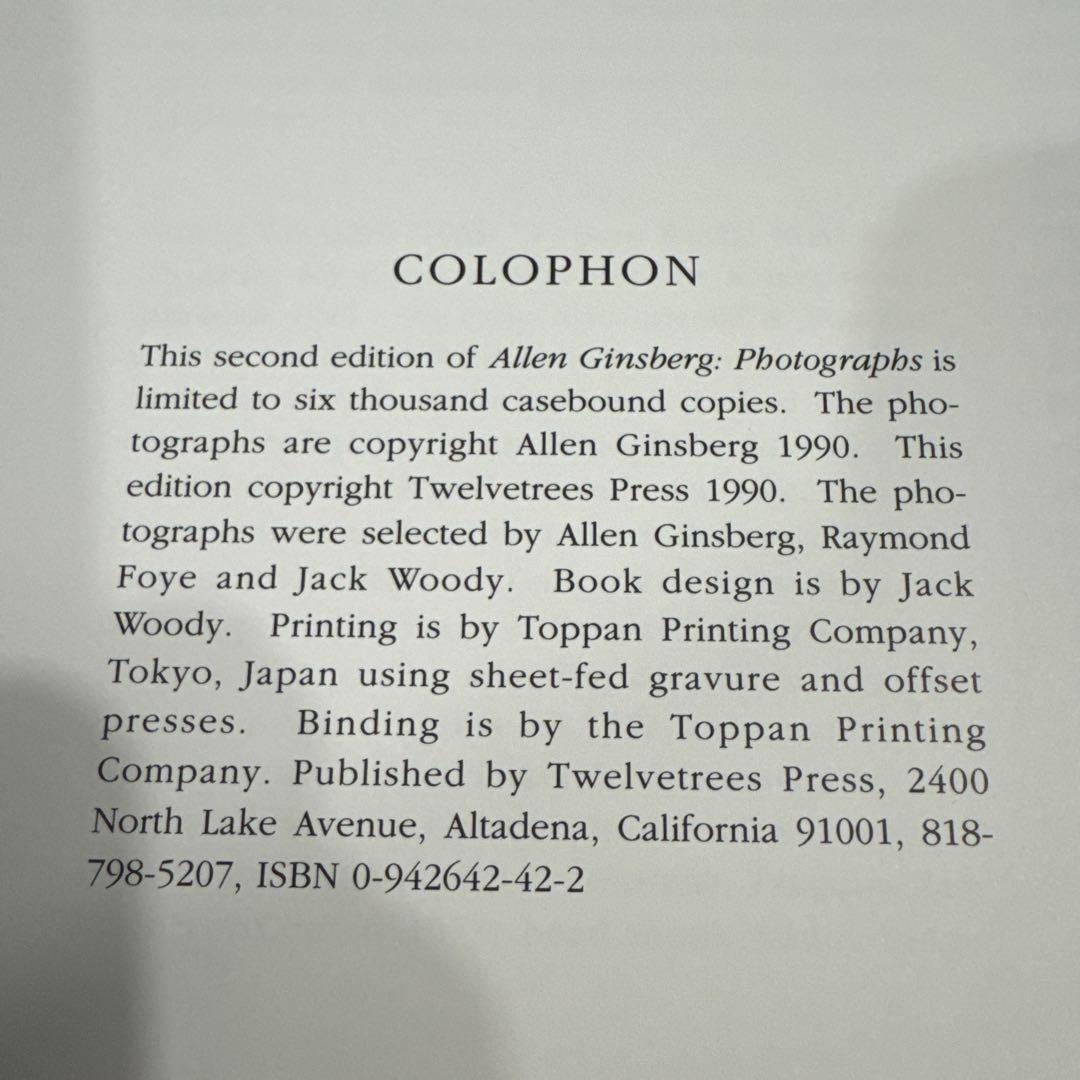 COLOPHON
This second edition of Allen Ginsberg: Photographs is
limited to six thousand casebound copies. The pho-
tographs are copyright Allen Ginsberg 1990. This
edition copyright Twelvetrees Press 1990. The pho-
tographs were selected by Allen Ginsberg, Raymond
Foye and Jack Woody. Book design is by Jack
Woody. Printing is by Toppan Printing Company,
Tokyo, Japan using sheet-fed gravure and offset
presses. Binding is by the Toppan Printing
Company. Published by Twelvetrees Press, 2400
North Lake Avenue, Altadena, California 91001, 818-
798-5207, ISBN 0-942642-42-2